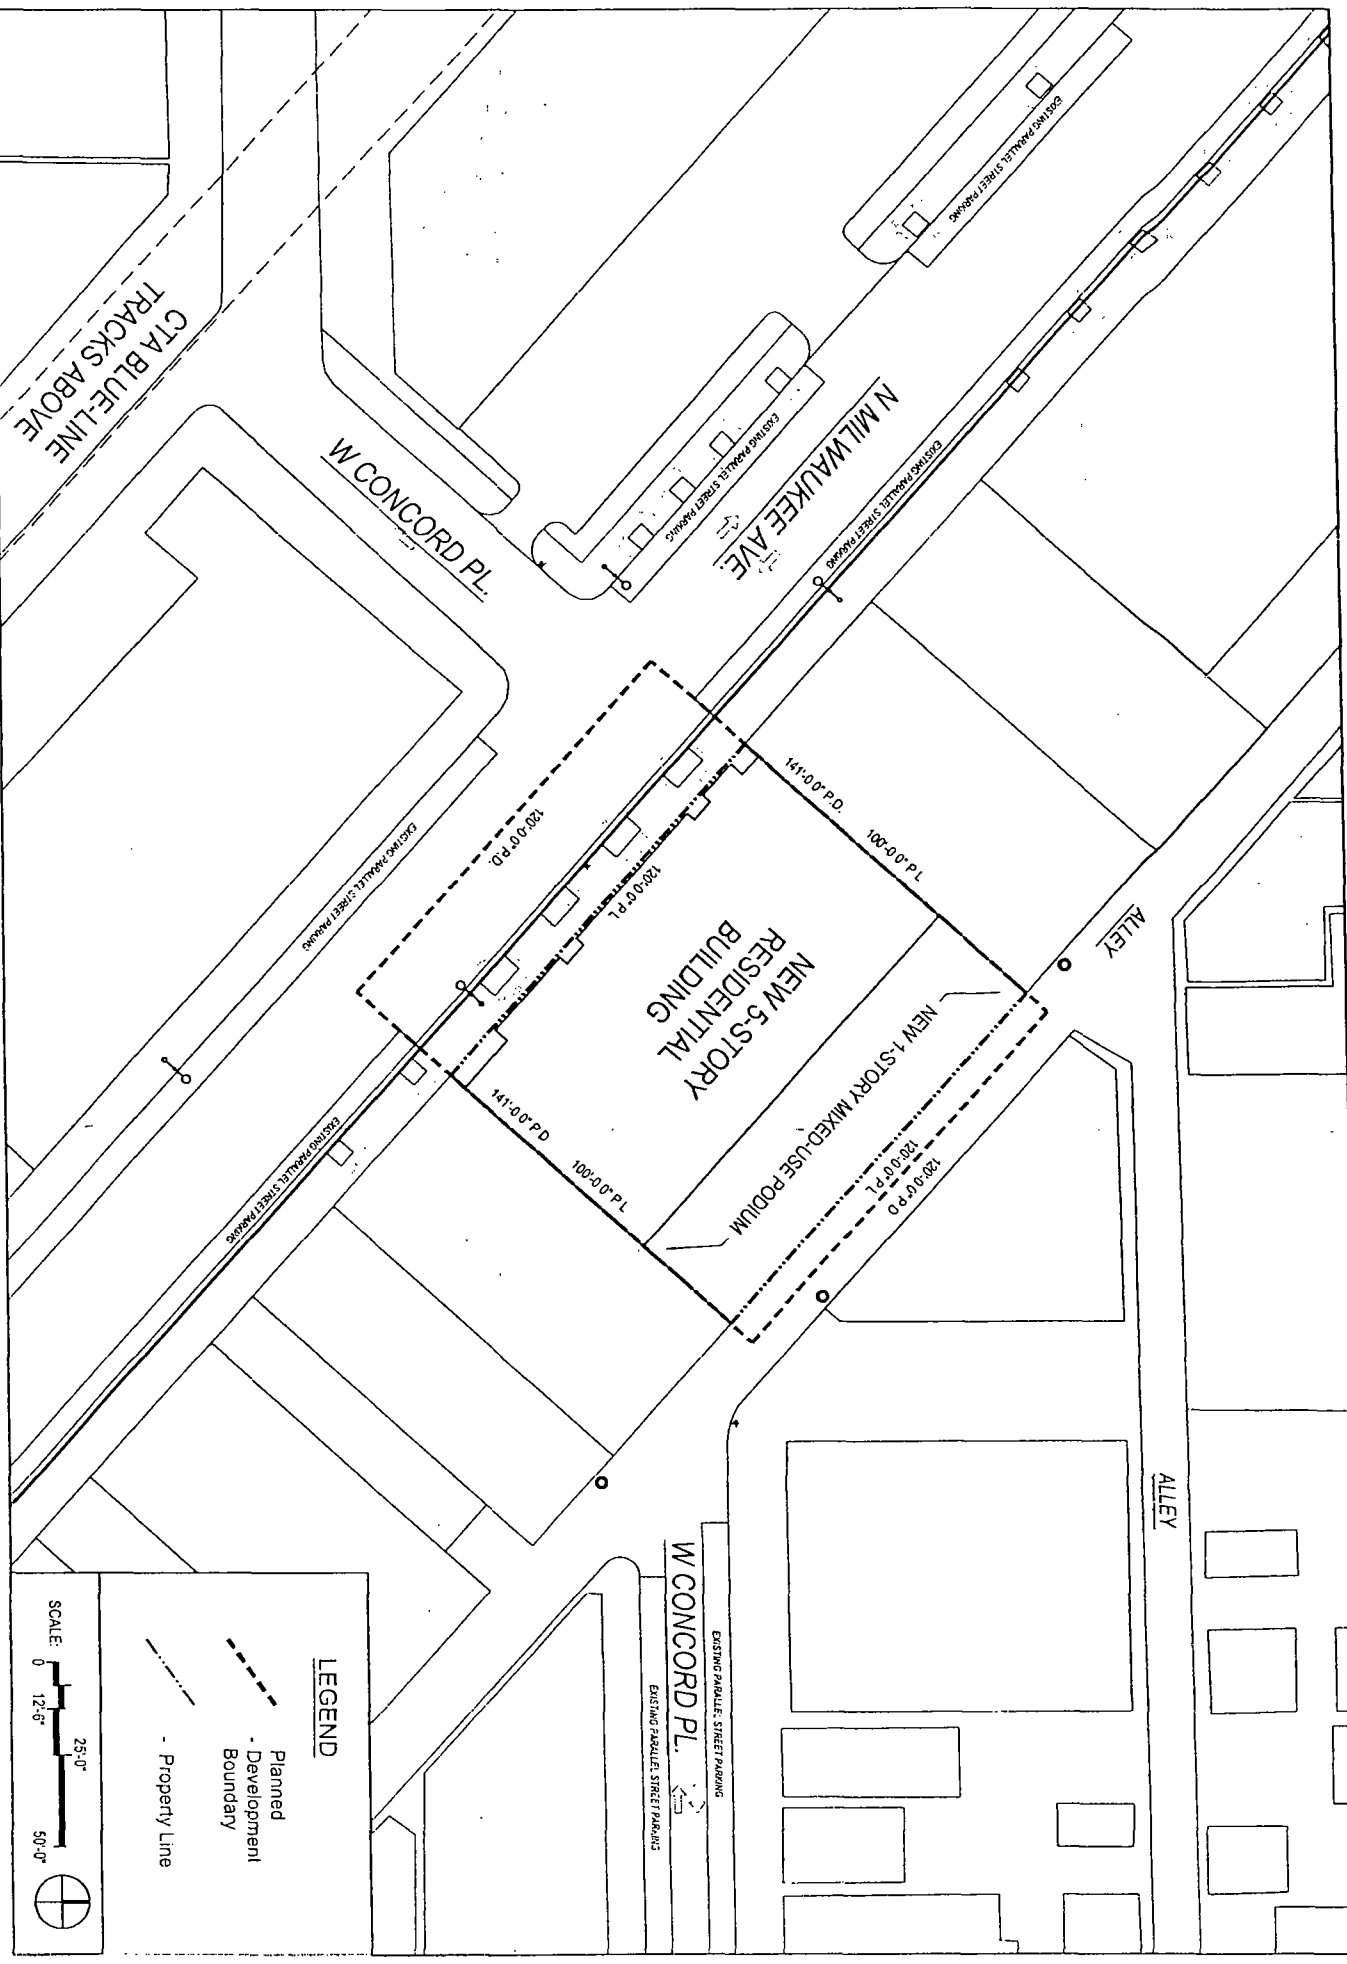 CTA BLUE-LINE
TRACKS ABOVE
W CONCORD PL.
N MILWAUKEE AVE.
EXISTING PARALLEL STREET PARKING
EXISTING PARALLEL STREET PARKING
EXISTING PARALLEL STREET PARKING
EXISTING PARALLEL STREET PARKING
EXISTING PARALLEL STREET PARKING
141'-0 0" P.D.
100'-0 0" PL
120'-0 0" P.D.
120'-0 0" PL
NEW 5-STORY
RESIDENTIAL
BUILDING
NEW 1-STORY MIXED-USE PODIUM
120'-0 0" PL
120'-0 0" P D
141'-0 0" P D
100'-0 0" PL
ALLEY
ALLEY
W CONCORD PL.
EXISTING PARALLEL STREET PARKING
EXISTING PARALLEL STREET PARKING
LEGEND
Planned
- Development
Boundary
- Property Line
SCALE:
0
12'-6"
25'-0"
50'-0"